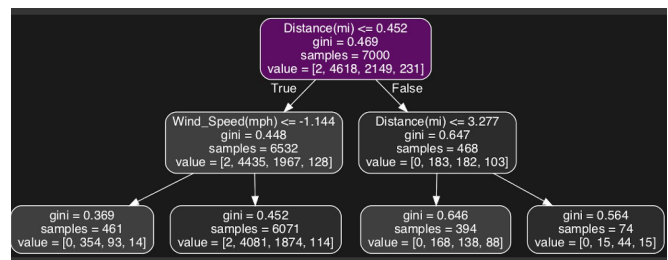 Distance(mi) <= 0.452
gini = 0.469
samples = 7000
value = [2, 4618, 2149, 231]
True
False
Wind_Speed(mph) <= -1.144
gini = 0.448
samples = 6532
value = [2, 4435, 1967, 128]
Distance(mi) <= 3.277
gini = 0.647
samples = 468
value = [0, 183, 182, 103]
gini = 0.369
samples = 461
value = [0, 354, 93, 14]
gini = 0.452
samples = 6071
value = [2, 4081, 1874, 114]
gini = 0.646
samples = 394
value = [0, 168, 138, 88]
gini = 0.564
samples = 74
value = [0, 15, 44, 15]